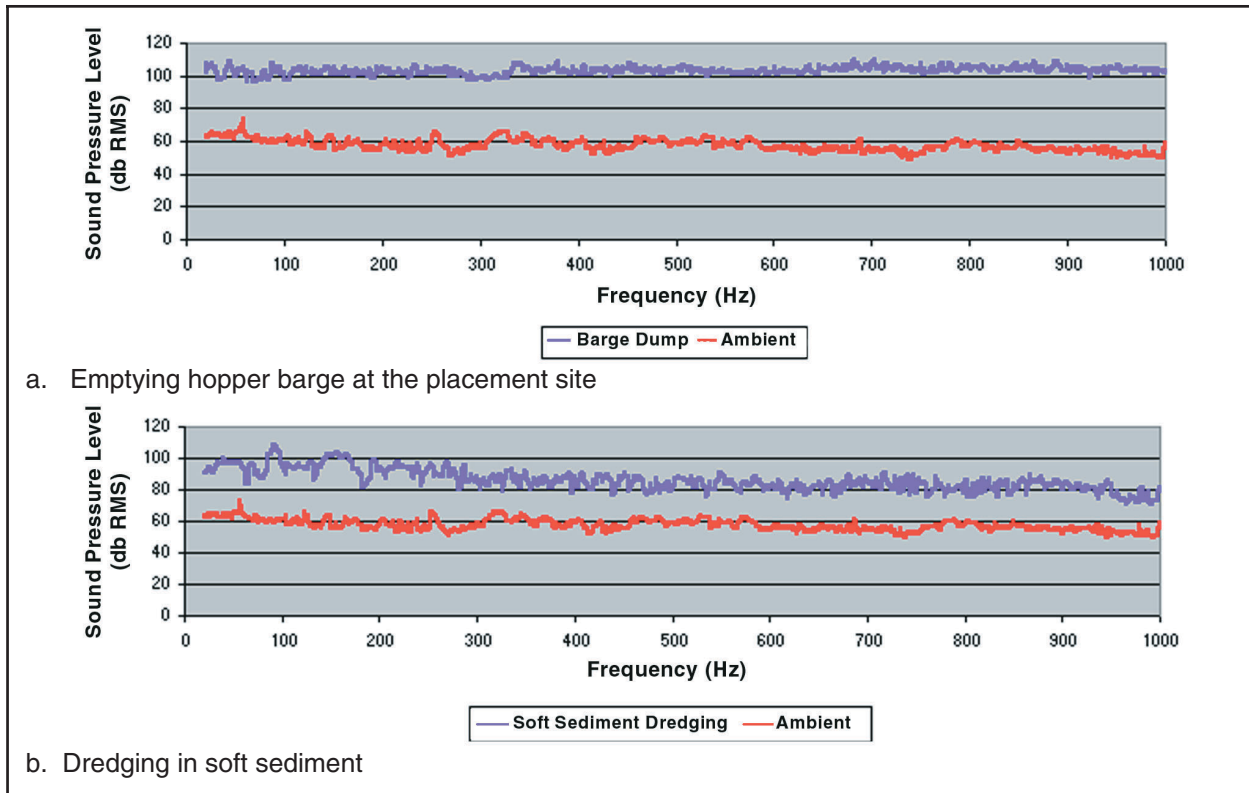 Sound Pressure Level
(db RMS)
120
100
80
60
40
20
0
0 100 200 300 400 500 600 700 800 900 1000
Frequency (Hz)
Barge Dump Ambient
a. Emptying hopper barge at the placement site
Sound Pressure Level
(db RMS)
120
100
80
60
40
20
0
0 100 200 300 400 500 600 700 800 900 1000
Frequency (Hz)
Soft Sediment Dredging Ambient
b. Dredging in soft sediment